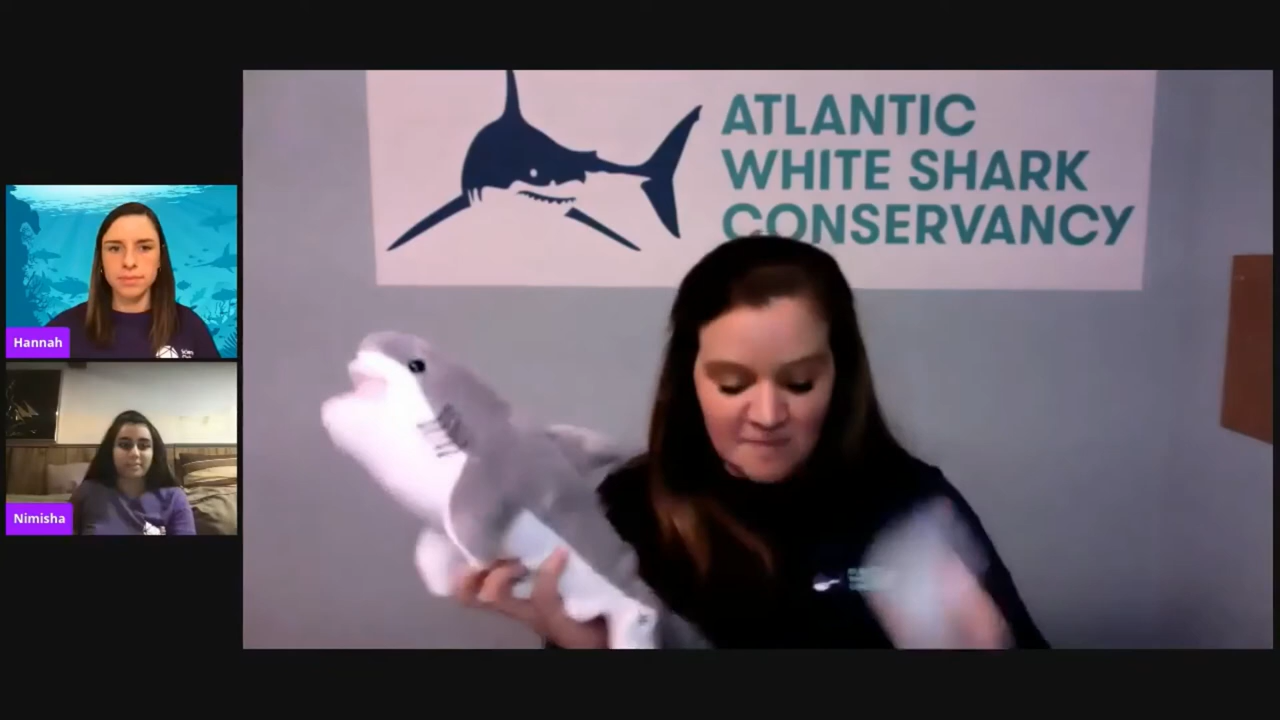 ATLANTIC
WHITE SHARK
CONSERVANCY
Hannah
Nimisha